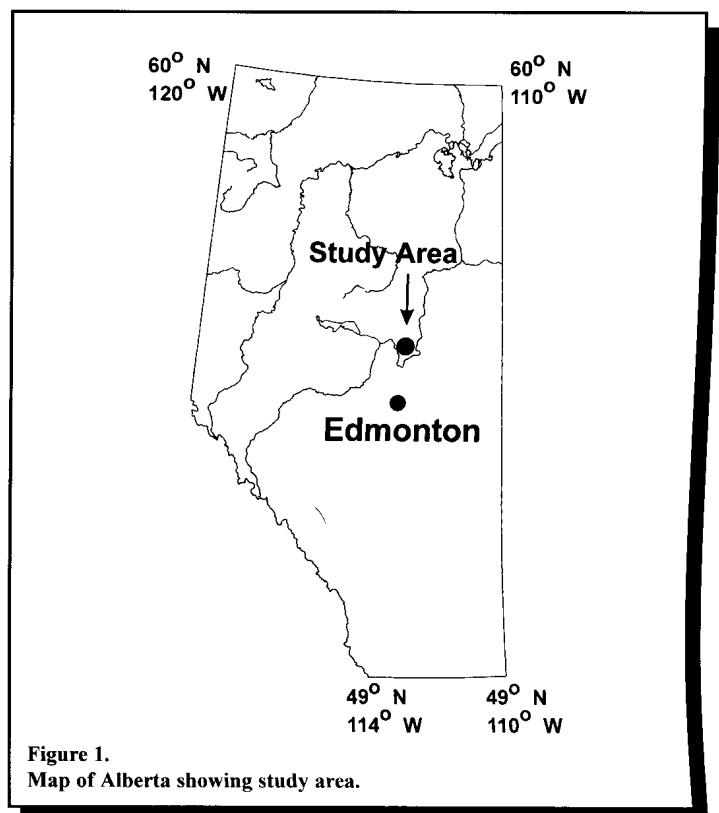 60° N
120° W
60° N
110° W
Study Area
Edmonton
49° N
114° W
49° N
110° W
Figure 1.
Map of Alberta showing study area.